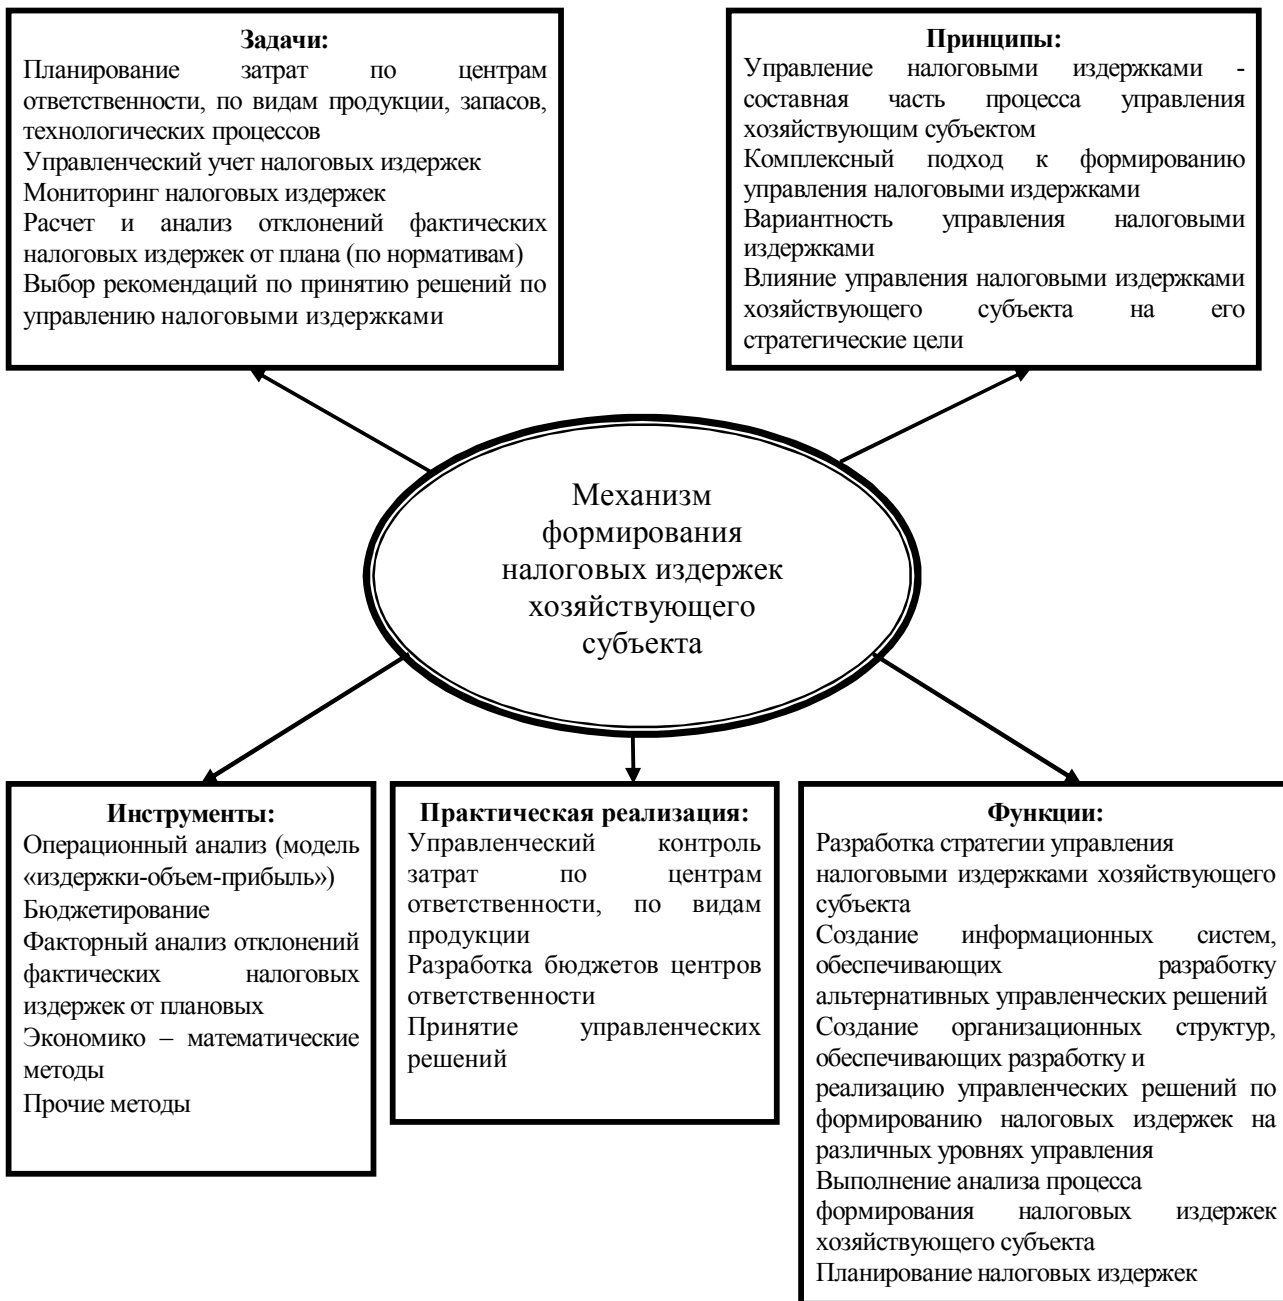 Задачи:
Планирование затрат по центрам
ответственности, по видам продукции, запасов,
технологических процессов
Управленческий учет налоговых издержек
Мониторинг налоговых издержек
Расчет и анализ отклонений фактических
налоговых издержек от плана (по нормативам)
Выбор рекомендаций по принятию решений по
управлению налоговыми издержками
Принципы:
Управление налоговыми издержками -
составная часть процесса управления
хозяйствующим субъектом
Комплексный подход к формированию
управления налоговыми издержками
Вариантность управления налоговыми
издержками
Влияние управления налоговыми издержками
хозяйствующего субъекта на его
стратегические цели
Механизм
формирования
налоговых издержек
хозяйствующего
субъекта
Инструменты:
Операционный анализ (модель
«издержки-объем-прибыль»)
Бюджетирование
Факторный анализ отклонений
фактических налоговых
издержек от плановых
Экономико – математические
методы
Прочие методы
Практическая реализация:
Управленческий контроль
затрат по центрам
ответственности, по видам
продукции
Разработка бюджетов центров
ответственности
Принятие управленческих
решений
Функции:
Разработка стратегии управления
налоговыми издержками хозяйствующего
субъекта
Создание информационных систем,
обеспечивающих разработку
альтернативных управленческих решений
Создание организационных структур,
обеспечивающих разработку и
реализацию управленческих решений по
формированию налоговых издержек на
различных уровнях управления
Выполнение анализа процесса
формирования налоговых издержек
хозяйствующего субъекта
Планирование налоговых издержек